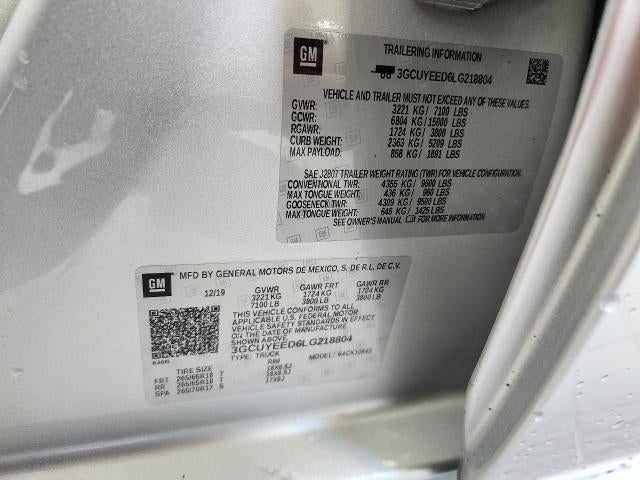 GM
TRAILERING INFORMATION
3GCUYEED6LG218804
VEHICLE AND TRAILER MUST NOT EXCEED ANY OF THESE VALUES.
GVWR: 3221 KG/ 7100 LBS
GCWR: 6804 KG/15000 LBS
RGAWR: 1724 KG/ 3800 LBS
CURB WEIGHT: 2363 KG/ 5209 LBS
MAX PAYLOAD: 858 KG/ 1891 LBS
SAE J2807 TRAILER WEIGHT RATING (TWR) FOR VEHICLE CONFIGURATION.
CONVENTIONAL TWR: 4355 KG/ 9600 LBS
MAX TONGUE WEIGHT: 436 KG/ 960 LBS
GOOSENECK TWR: 4309 KG/ 9500 LBS
MAX TONGUE WEIGHT: 646 KG/ 1425 LBS
SEE OWNER'S MANUAL FOR MORE INFORMATION
GM
MFD BY GENERAL MOTORS DE MEXICO, S. DE R.L. DE C.V.
12/19 GVWR GAWR FRT GAWR RR
3221 KG 1724 KG 1724 KG
7100 LB 3800 LB 3800 LB
THIS VEHICLE CONFORMS TO ALL
APPLICABLE U.S. FEDERAL MOTOR
VEHICLE SAFETY STANDARDS IN EFFECT
ON THE DATE OF MANUFACTURE
SHOWN ABOVE
3GCUYEED6LG218804
TYPE: TRUCK MODEL:
TIRE SIZE RIM
FRT 265/65R18 T 18X8.5J
RR 265/65R18 T 18X8.5J
SPA 265/70R17 S 17X8J